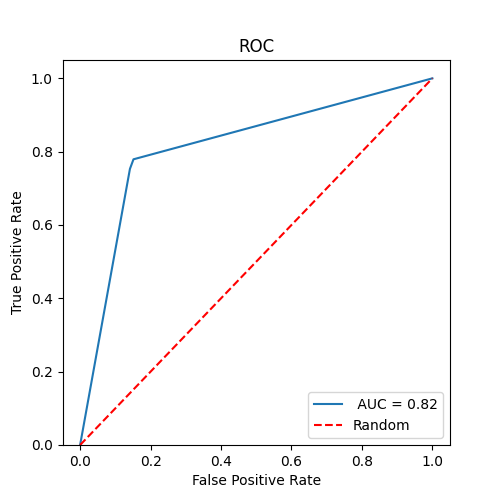 ROC
1.0
0.8
0.6
0.4
0.2
0.0
True Positive Rate
AUC = 0.82
Random
0.0 0.2 0.4 0.6 0.8 1.0
False Positive Rate